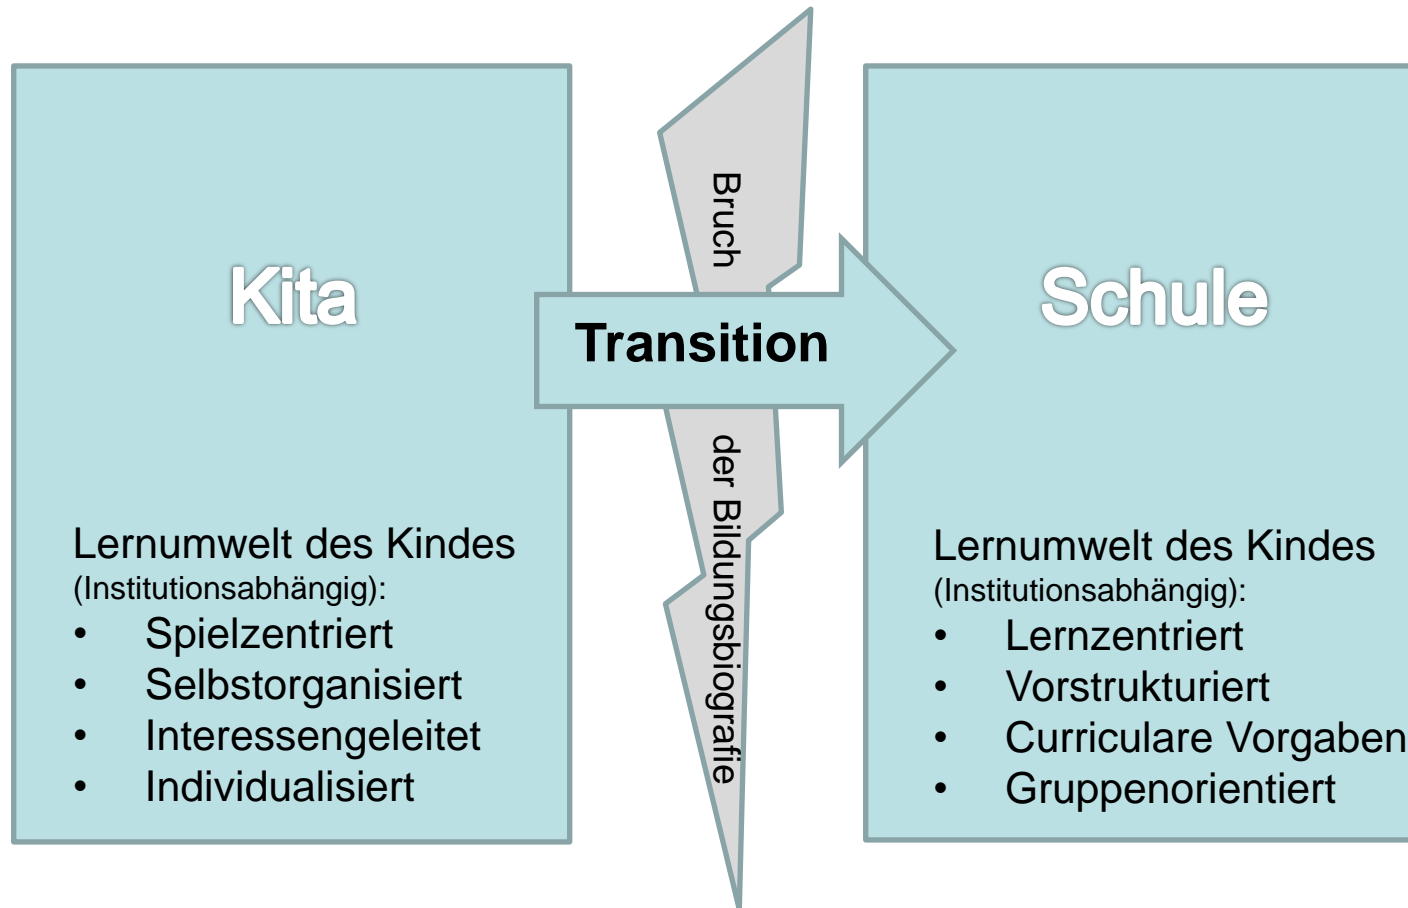 Kita
Lernumwelt des Kindes
(Institutionsabhängig):
• Spielzentriert
• Selbstorganisiert
• Interessengeleitet
• Individualisiert
Bruch
Transition
der Bildungsbiografie
Schule
Lernumwelt des Kindes
(Institutionsabhängig):
• Lernzentriert
• Vorstrukturiert
• Curriculare Vorgaben
• Gruppenorientiert